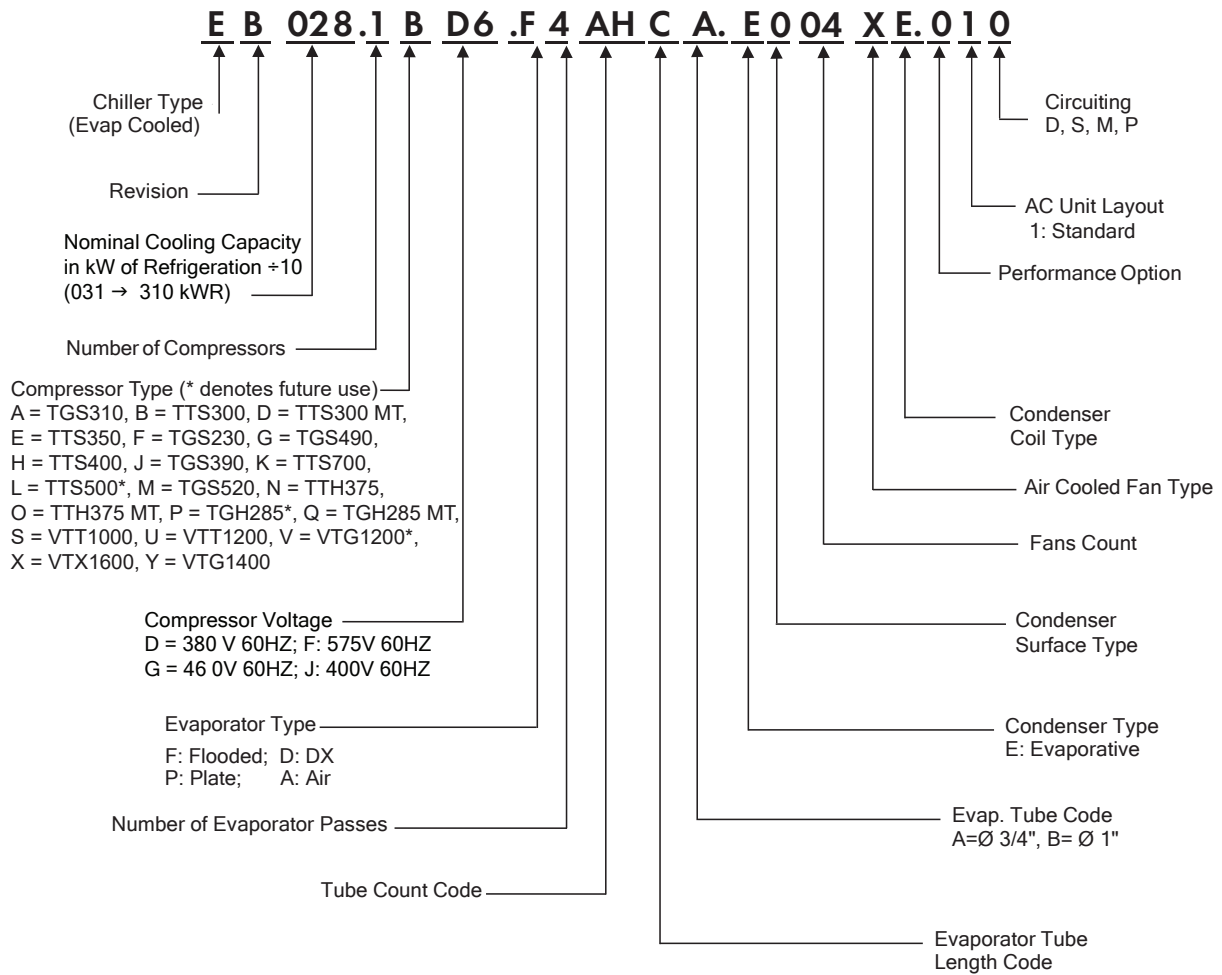 E B 028.1 B D6 .F 4 AH C A. E 0 04 X E. 0 1 0
Chiller Type
(Evap Cooled)
Revision
Nominal Cooling Capacity
in kW of Refrigeration ÷10
(031 → 310 kWR)
Number of Compressors
Compressor Type (* denotes future use)
A = TGS310, B = TTS300, D = TTS300 MT,
E = TTS350, F = TGS230, G = TGS490,
H = TTS400, J = TGS390, K = TTS700,
L = TTS500*, M = TGS520, N = TTH375,
O = TTH375 MT, P = TGH285*, Q = TGH285 MT,
S = VTT1000, U = VTT1200, V = VTG1200*,
X = VTX1600, Y = VTG1400
Compressor Voltage
D = 380 V 60HZ; F: 575V 60HZ
G = 46 0V 60HZ; J: 400V 60HZ
Evaporator Type
F: Flooded; D: DX
P: Plate; A: Air
Number of Evaporator Passes
Tube Count Code
Circuiting
D, S, M, P
AC Unit Layout
1: Standard
Performance Option
Condenser
Coil Type
Air Cooled Fan Type
Fans Count
Condenser
Surface Type
Condenser Type
E: Evaporative
Evap. Tube Code
A=Ø 3/4", B= Ø 1"
Evaporator Tube
Length Code